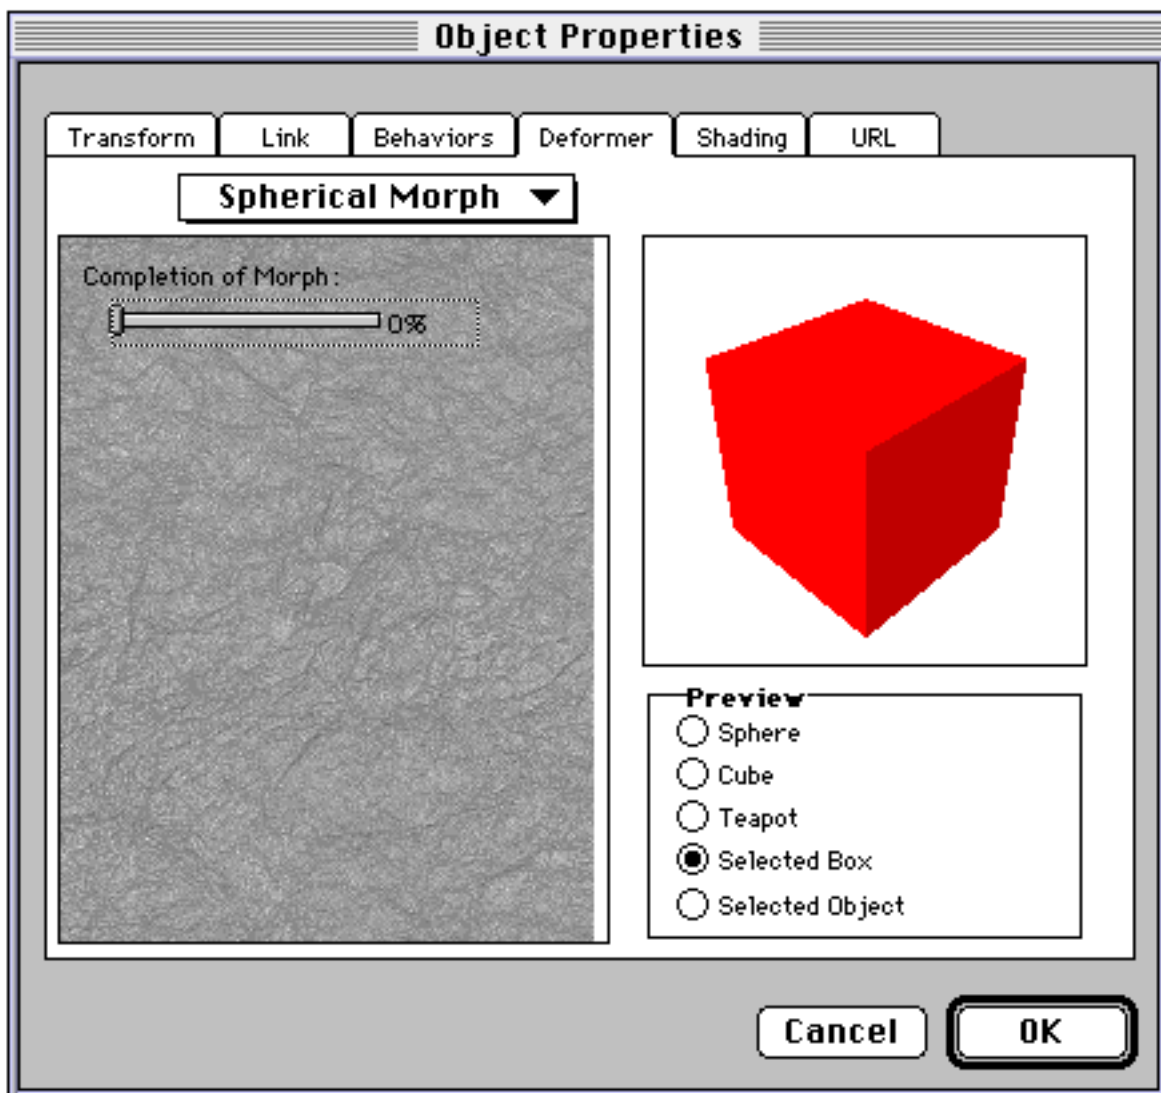 Object Properties
Transform Link Behaviors Deformer Shading URL
Spherical Morph
Completion of Morph:
0%
Preview
Sphere
Cube
Teapot
Selected Box
Selected Object
Cancel OK